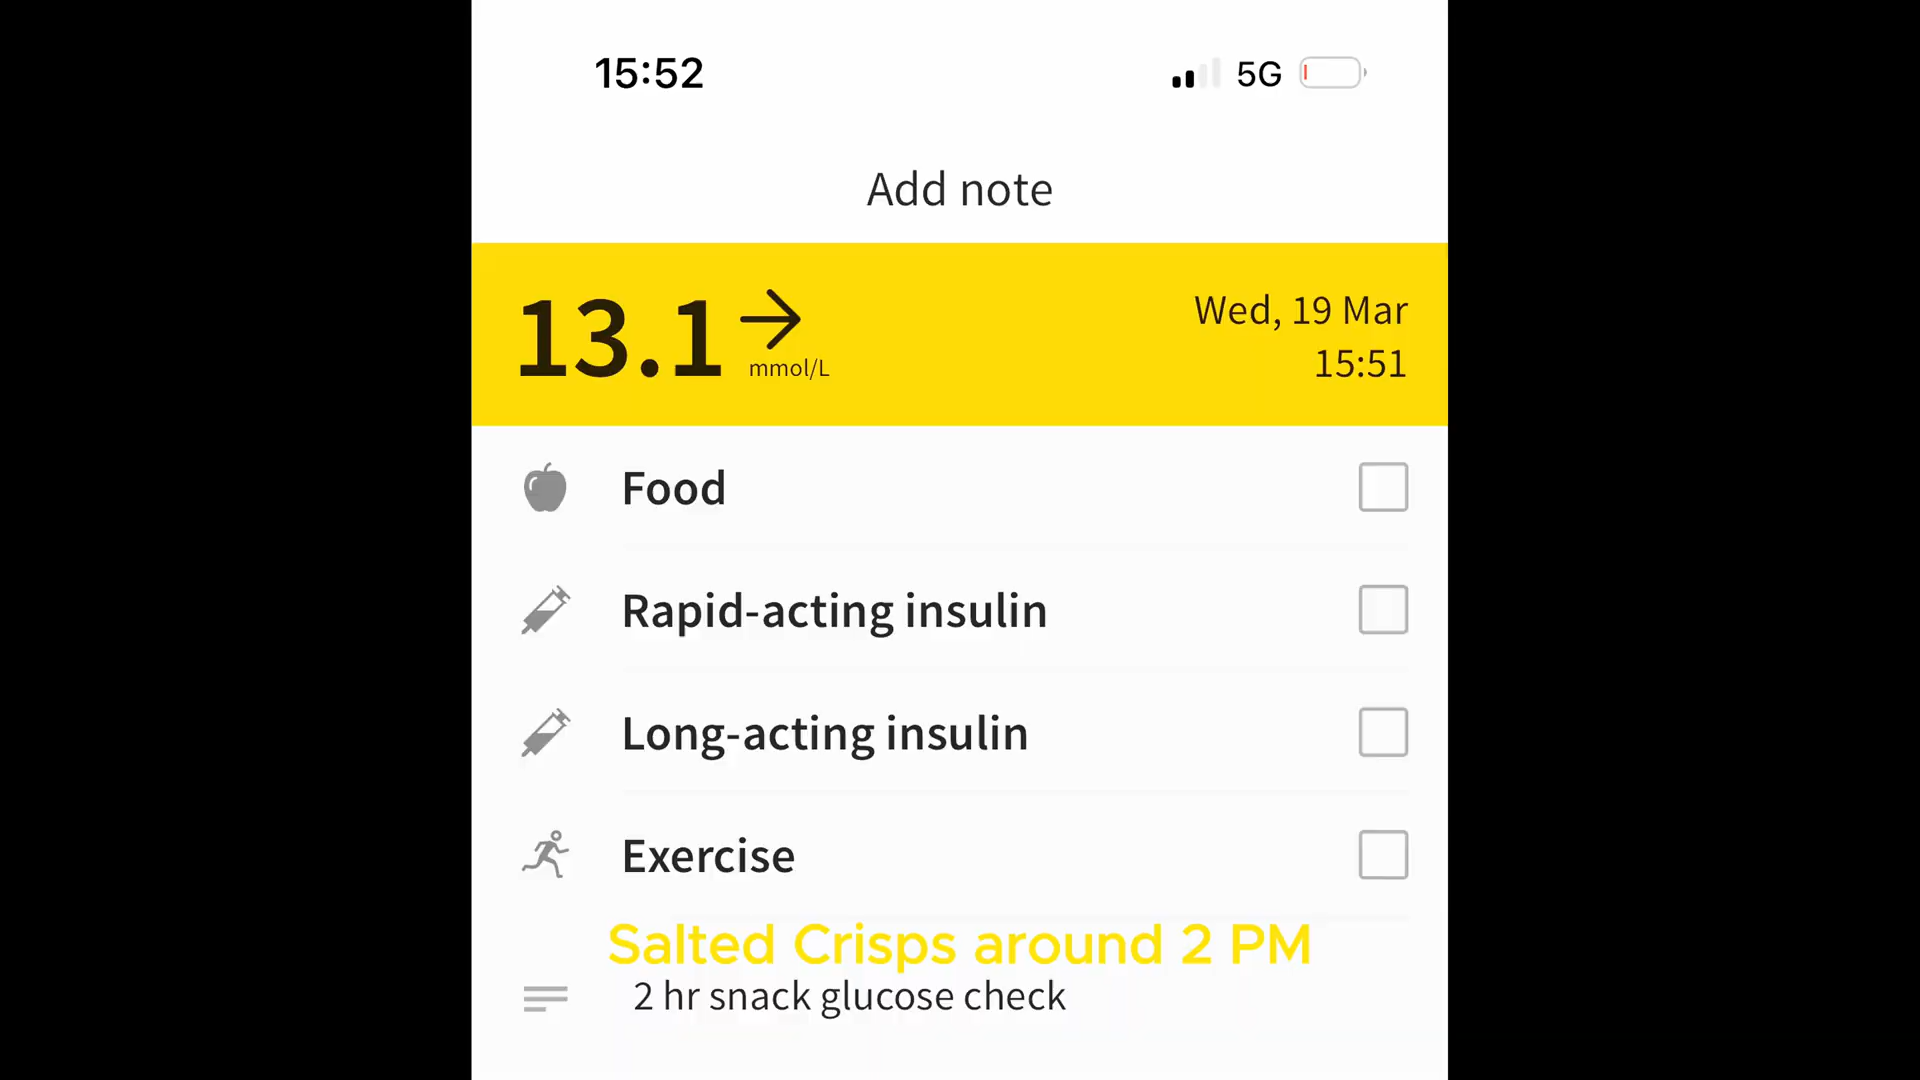 15:52
5G
Add note
13.1
mmol/L
Wed, 19 Mar
15:51
Food
Rapid-acting insulin
Long-acting insulin
Exercise
Salted Crisps around 2 PM
2 hr snack glucose check